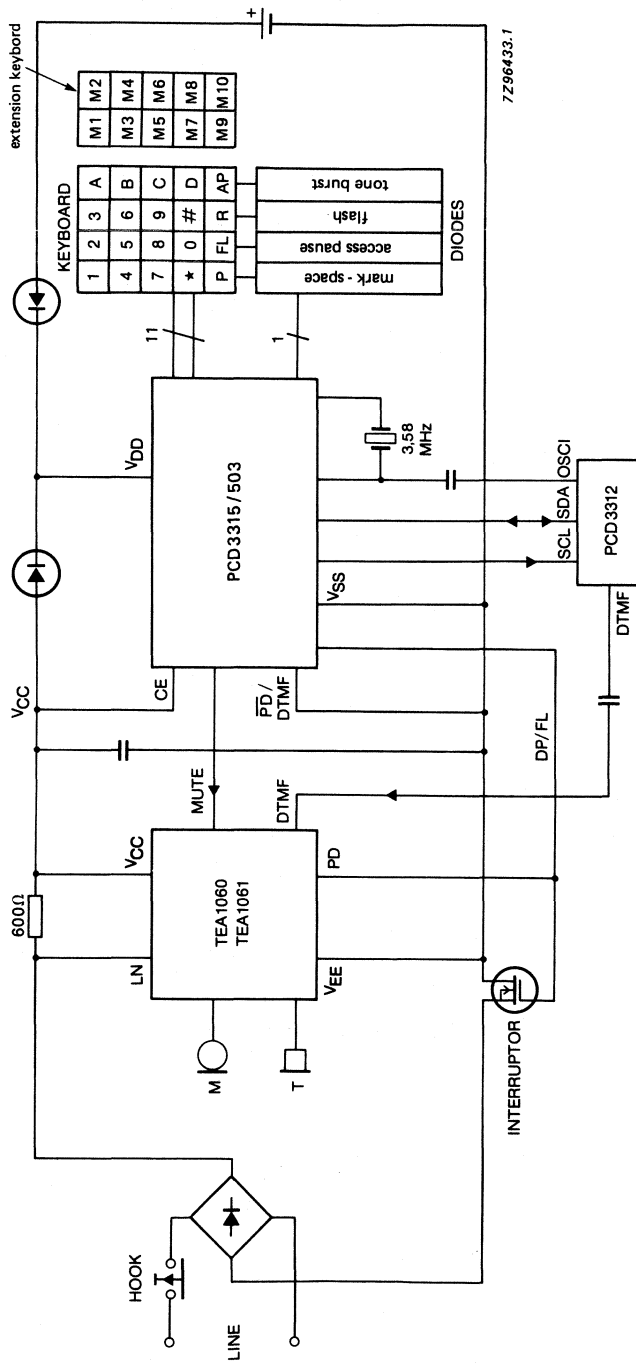 extension keybord
M1 M2
M3 M4
M5 M6
M7 M8
M9 M10
KEYBOARD
1 2 3 A
4 5 6 B
7 8 9 C
* 0 # D
P FL R AP
mark - space
access pause
flash
tone burst
DIODES
11
1
VDD
PCD3315 / 503
3,58
MHz
VSS
CE
PD /
DTMF
VCC
MUTE
SCL SDA OSCI
PCD3312
DTMF
DP/FL
600Ω
LN
VCC
TEA1060
TEA1061
DTMF
PD
VEE
M
T
INTERRUPTOR
HOOK
LINE
+
7Z96433.1